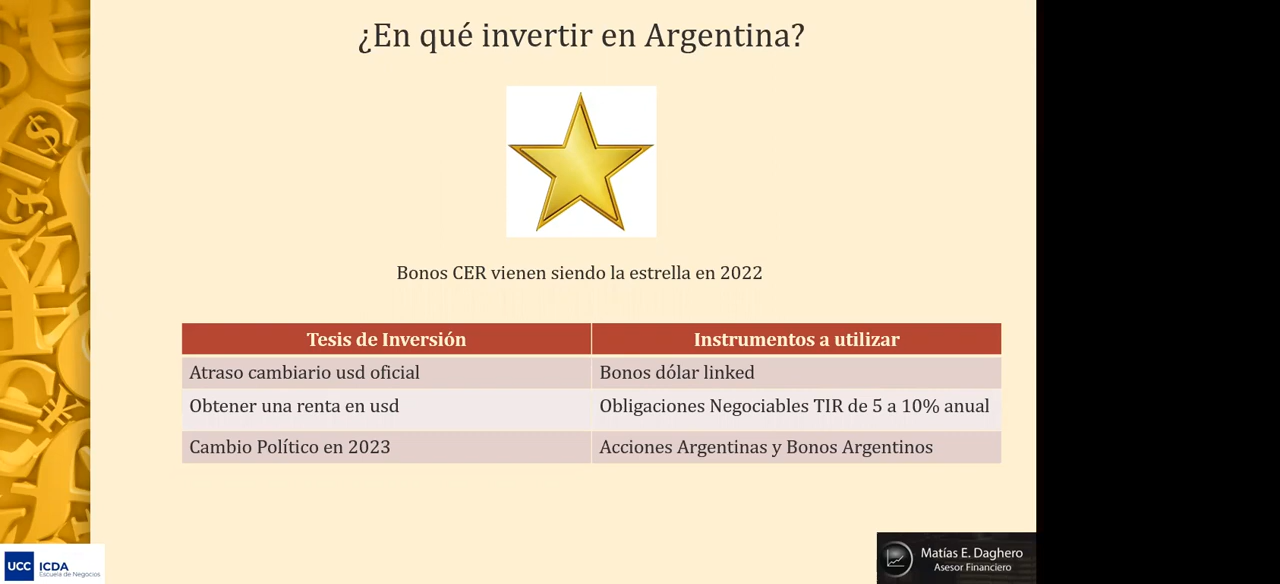 ¿En qué invertir en Argentina?
Bonos CER vienen siendo la estrella en 2022
Tesis de Inversión
Instrumentos a utilizar
Atraso cambiario usd oficial
Bonos dólar linked
Obtener una renta en usd
Obligaciones Negociables TIR de 5 a 10% anual
Cambio Político en 2023
Acciones Argentinas y Bonos Argentinos
UCC
ICDA
Escuela de Negocios
Matías E. Daghero
Asesor Financiero